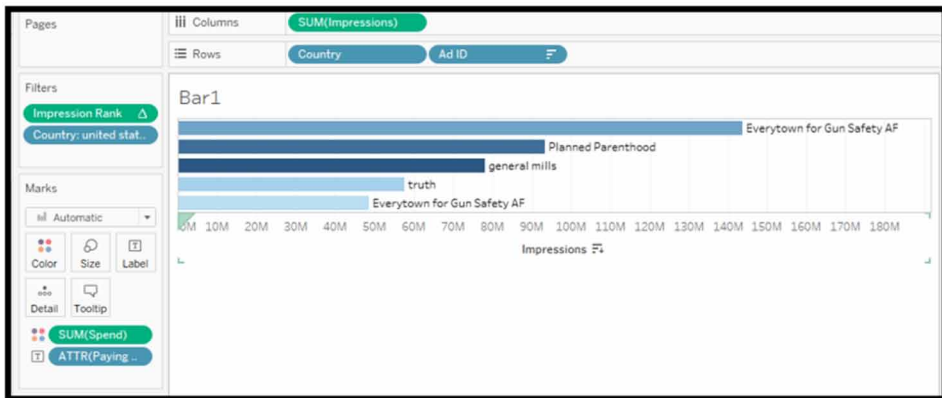 Pages
Columns SUM(Impressions)
Rows Country Ad ID
Filters
Impression Rank Δ
Country: united stat..
Marks
Automatic
Color Size Label
Detail Tooltip
SUM(Spend)
T ATTR(Paying ..
Bar1
Everytown for Gun Safety AF
Planned Parenthood
general mills
truth
Everytown for Gun Safety AF
0M 10M 20M 30M 40M 50M 60M 70M 80M 90M 100M 110M 120M 130M 140M 150M 160M 170M 180M
Impressions